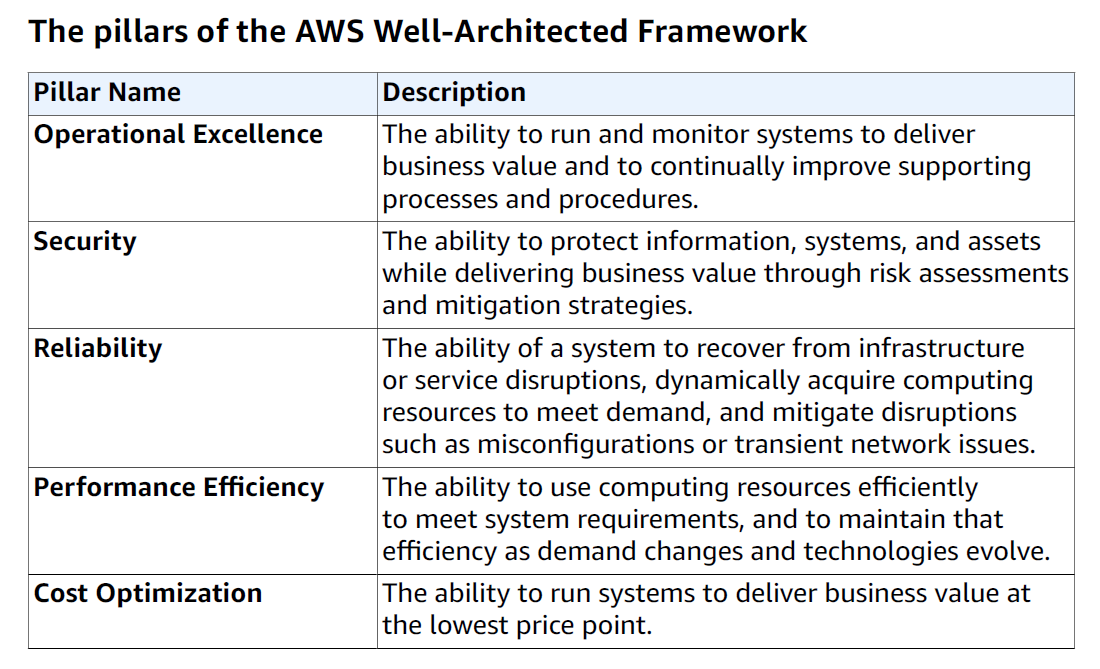 The pillars of the AWS Well-Architected Framework
Pillar Name
Description
Operational Excellence
The ability to run and monitor systems to deliver
business value and to continually improve supporting
processes and procedures.
Security
The ability to protect information, systems, and assets
while delivering business value through risk assessments
and mitigation strategies.
Reliability
The ability of a system to recover from infrastructure
or service disruptions, dynamically acquire computing
resources to meet demand, and mitigate disruptions
such as misconfigurations or transient network issues.
Performance Efficiency
The ability to use computing resources efficiently
to meet system requirements, and to maintain that
efficiency as demand changes and technologies evolve.
Cost Optimization
The ability to run systems to deliver business value at
the lowest price point.